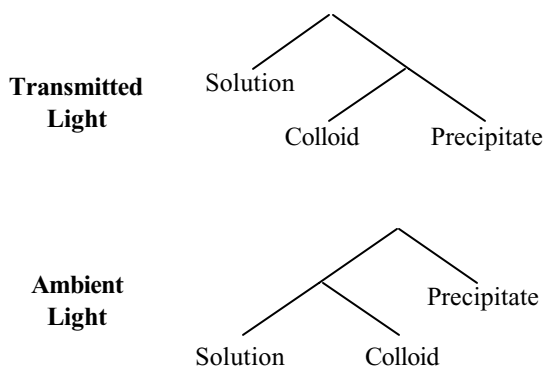 Transmitted
Light
Solution
Colloid Precipitate
Ambient
Light
Precipitate
Solution Colloid